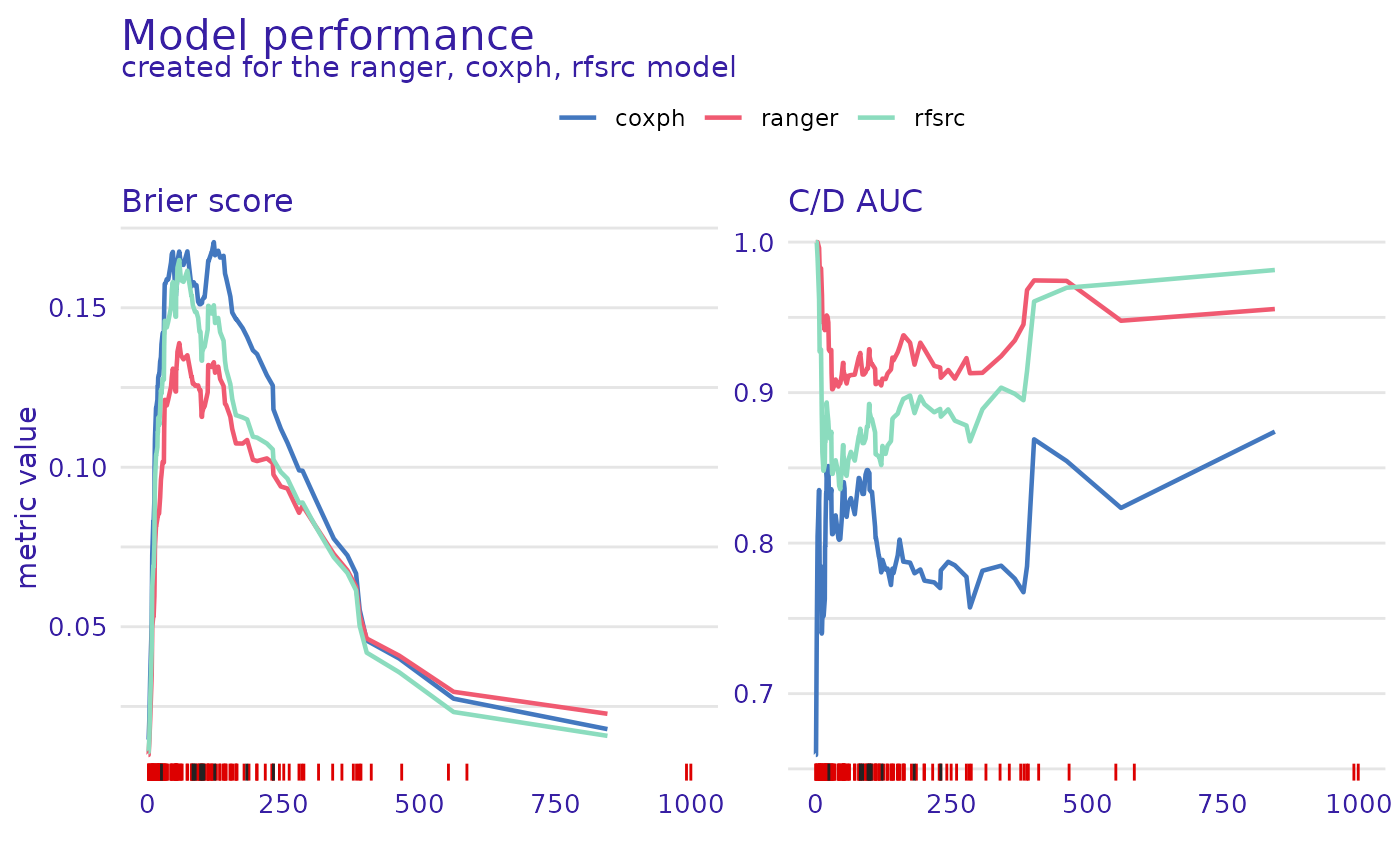 Model performance
created for the ranger, coxph, rfsrc model
coxph ranger rfsrc
Brier score
C/D AUC
metric value
0.15
0.10
0.05
0 250 500 750 1000
1.0
0.9
0.8
0.7
0 250 500 750 1000